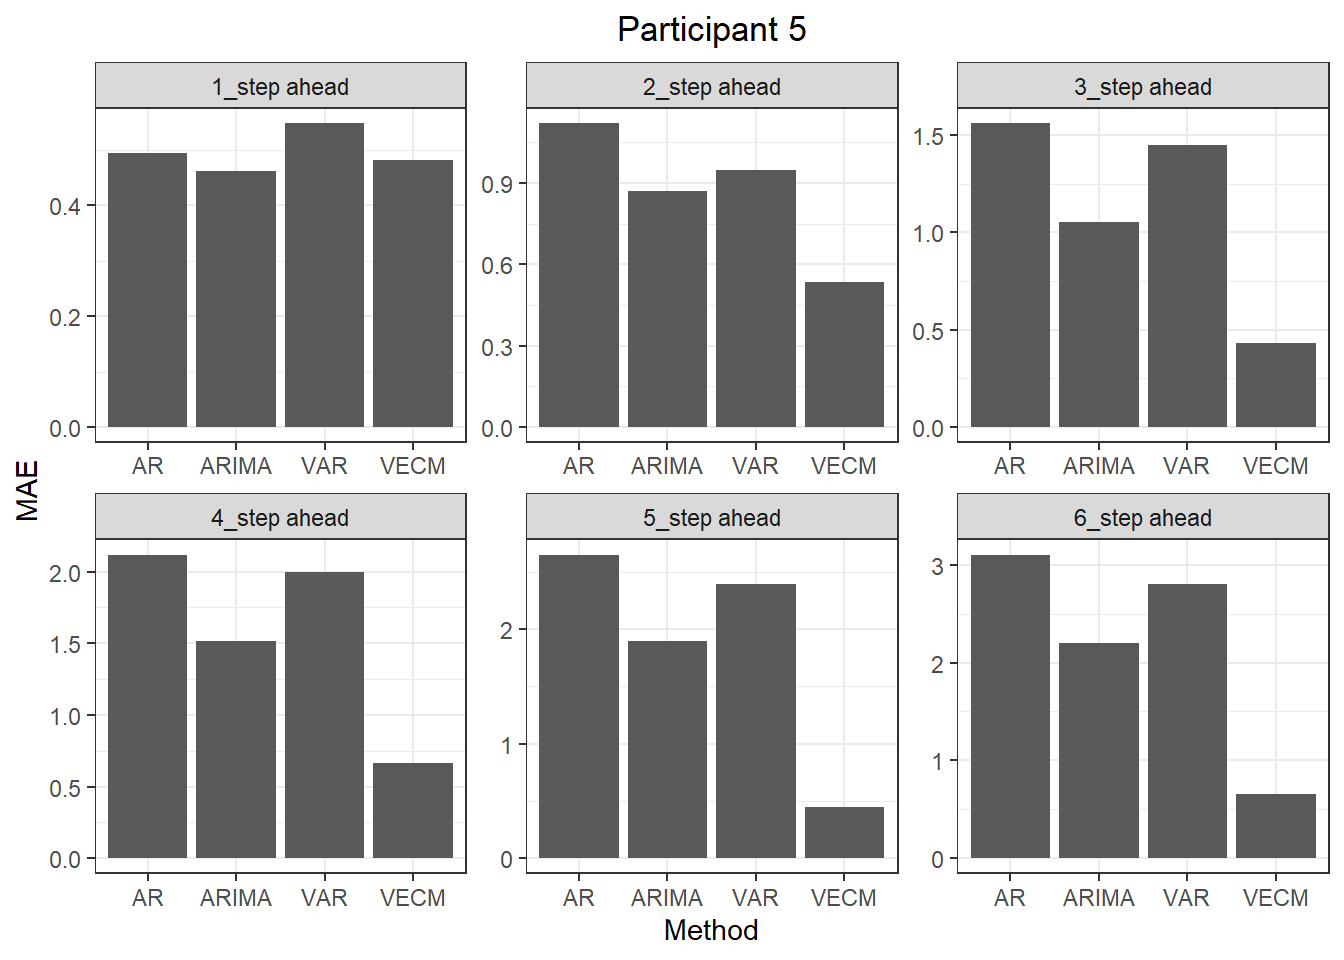 Participant 5
1_step ahead
2_step ahead
3_step ahead
0.4
0.2
0.0
0.9
0.6
0.3
0.0
1.5
1.0
0.5
0.0
AR ARIMA VAR VECM
AR ARIMA VAR VECM
AR ARIMA VAR VECM
MAE
4_step ahead
5_step ahead
6_step ahead
2.0
1.5
1.0
0.5
0.0
2
1
0
3
2
1
0
AR ARIMA VAR VECM
AR ARIMA VAR VECM
AR ARIMA VAR VECM
Method